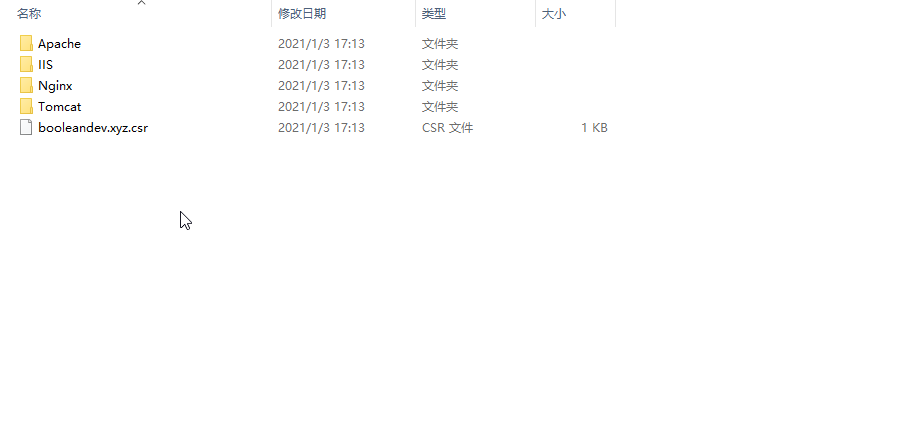 名称 修改日期 类型 大小
Apache 2021/1/3 17:13 文件夹
IIS 2021/1/3 17:13 文件夹
Nginx 2021/1/3 17:13 文件夹
Tomcat 2021/1/3 17:13 文件夹
booleandev.xyz.csr 2021/1/3 17:13 CSR 文件 1 KB